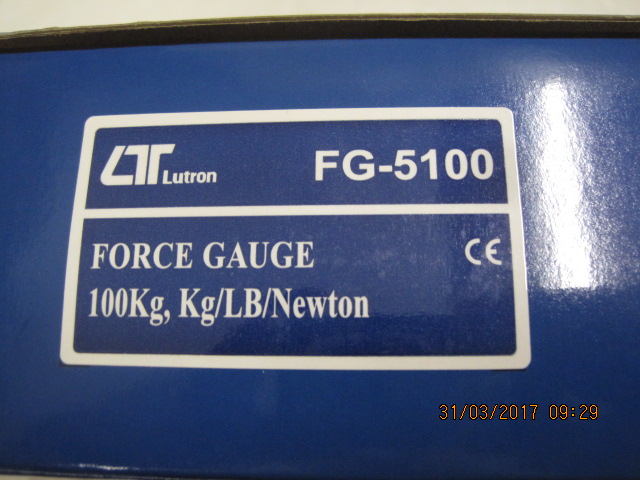 LT Lutron FG-5100
FORCE GAUGE CE
100Kg, Kg/LB/Newton
31/03/2017 09:29